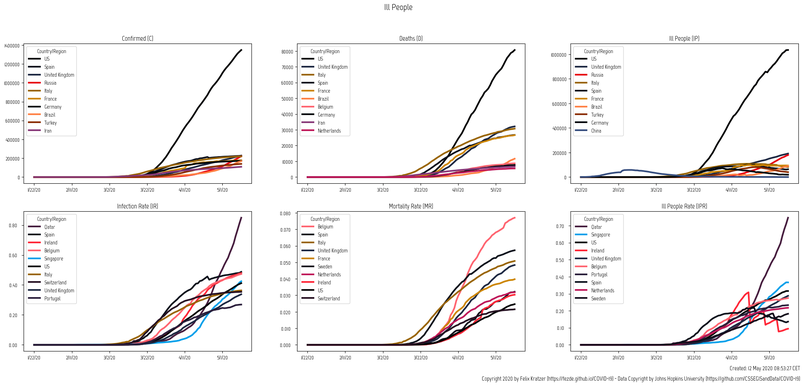 Ill People
Confirmed (C)
Country/Region
US
Spain
United Kingdom
Russia
Italy
France
Germany
Brazil
Turkey
Iran
Deaths (D)
Country/Region
US
United Kingdom
Italy
Spain
France
Brazil
Belgium
Germany
Iran
Netherlands
Ill People (IP)
Country/Region
US
United Kingdom
Russia
Italy
Spain
France
Brazil
Turkey
Germany
China
Infection Rate (IR)
Country/Region
Qatar
Spain
Ireland
Belgium
Singapore
US
Italy
Switzerland
United Kingdom
Portugal
Mortality Rate (MR)
Country/Region
Belgium
Spain
Italy
United Kingdom
France
Sweden
Netherlands
Ireland
US
Switzerland
Ill People Rate (IPR)
Country/Region
Qatar
Singapore
US
Ireland
United Kingdom
Belgium
Portugal
Spain
Netherlands
Sweden
Created: 12 May 2020 09:53:27 CET
Copyright 2020 by Felix Kratzer (https://fezde.github.io/COVID-19) - Data Copyright by Johns Hopkins University (https://github.com/CSSEGISandData/COVID-19)